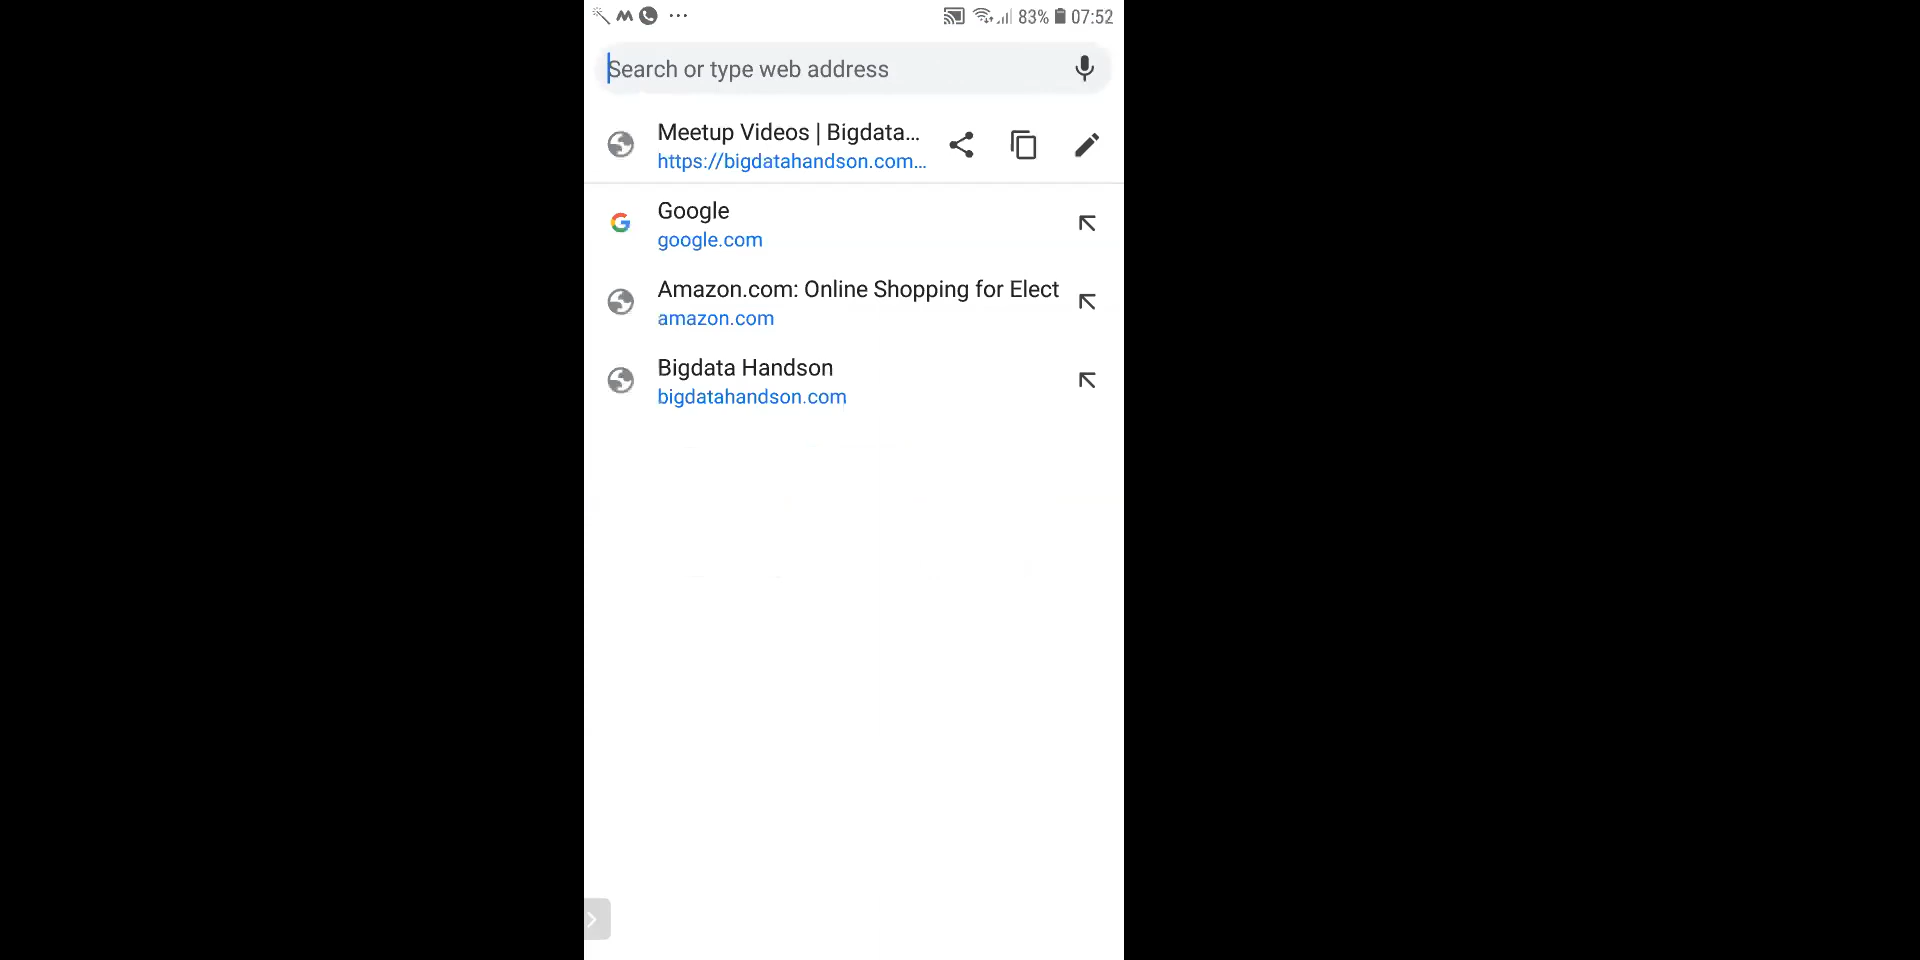 83% 07:52
Search or type web address
Meetup Videos | Bigdata...
https://bigdatahandson.com...
Google
google.com
Amazon.com: Online Shopping for Elect
amazon.com
Bigdata Handson
bigdatahandson.com